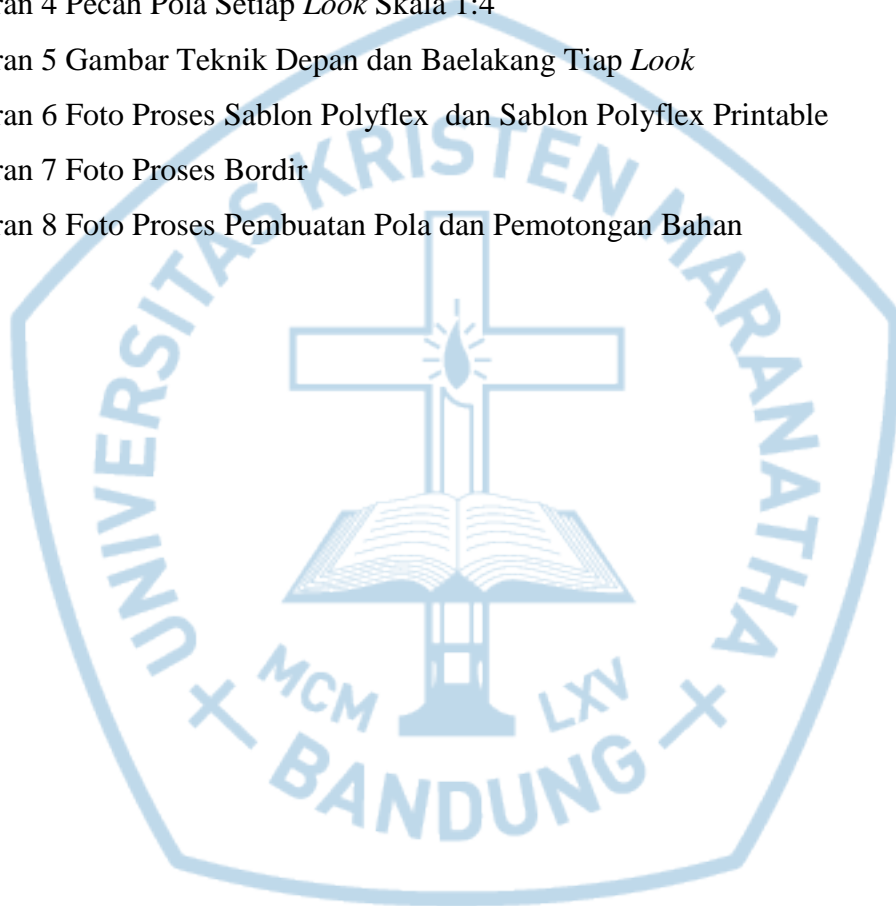 ran 4 Pecah Pola Setiap Look Skala 1:4
ran 5 Gambar Teknik Depan dan Baelakang Tiap Look
ran 6 Foto Proses Sablon Polyflex dan Sablon Polyflex Printable
ran 7 Foto Proses Bordir
ran 8 Foto Proses Pembuatan Pola dan Pemotongan Bahan
UNIVERSITAS KRISTEN MARANATHA
MCM LXV
BANDUNG